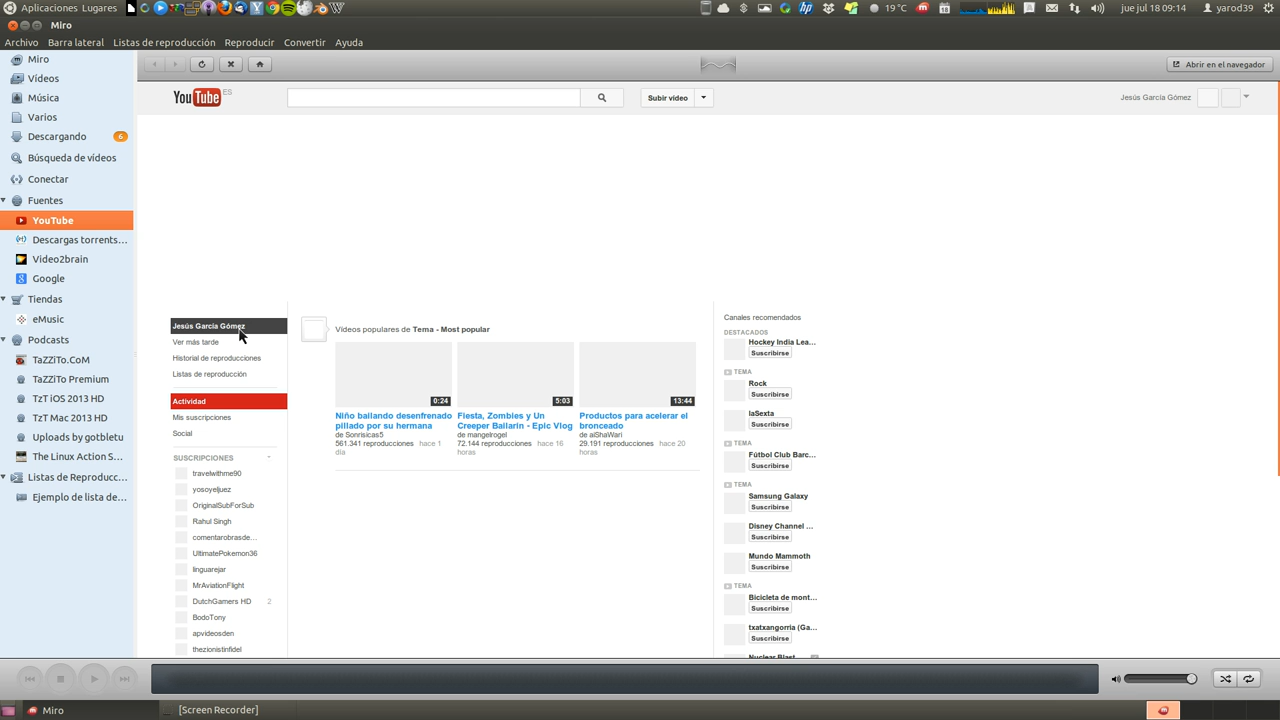 Aplicaciones Lugares
19 °C
jue jul 18 09:14
yarod39
Miro
Archivo Barra lateral Listas de reproducción Reproducir Convertir Ayuda
Miro
Vídeos
Música
Varios
Descargando 6
Búsqueda de vídeos
Conectar
Fuentes
YouTube
Descargas torrents...
Video2brain
Google
Tiendas
eMusic
Podcasts
TaZZiTo.CoM
TaZZiTo Premium
TzT iOS 2013 HD
TzT Mac 2013 HD
Uploads by gotbletu
The Linux Action S...
Listas de Reproducc...
Ejemplo de lista de...
Abrir en el navegador
YouTube ES
Subir vídeo
Jesús García Gómez
Jesús García Gómez
Ver más tarde
Historial de reproducciones
Listas de reproducción
Actividad
Mis suscripciones
Social
SUSCRIPCIONES
travelwithme90
yosoyeljuez
OriginalSubForSub
Rahul Singh
comentarobrasde...
UltimatePokemon36
linguarejar
MrAviationFlight
DutchGamers HD 2
BodoTony
apvideosden
thezionistinfidel
Vídeos populares de Tema - Most popular
0:24
Niño bailando desenfrenado
pillado por su hermana
de Sonrisicas5
561.341 reproducciones hace 1
día
5:03
Fiesta, Zombies y Un
Creeper Bailarin - Epic Vlog
de mangelrogel
72.144 reproducciones hace 16
horas
13:44
Productos para acelerar el
bronceado
de aiShaWari
29.191 reproducciones hace 20
horas
Canales recomendados
DESTACADOS
Hockey India Lea...
Suscribirse
TEMA
Rock
Suscribirse
laSexta
Suscribirse
TEMA
Fútbol Club Barc...
Suscribirse
TEMA
Samsung Galaxy
Suscribirse
Disney Channel ...
Suscribirse
Mundo Mammoth
Suscribirse
TEMA
Bicicleta de mont...
Suscribirse
txatxangorria (Ga...
Suscribirse
Nuclear Blast
Miro
[Screen Recorder]